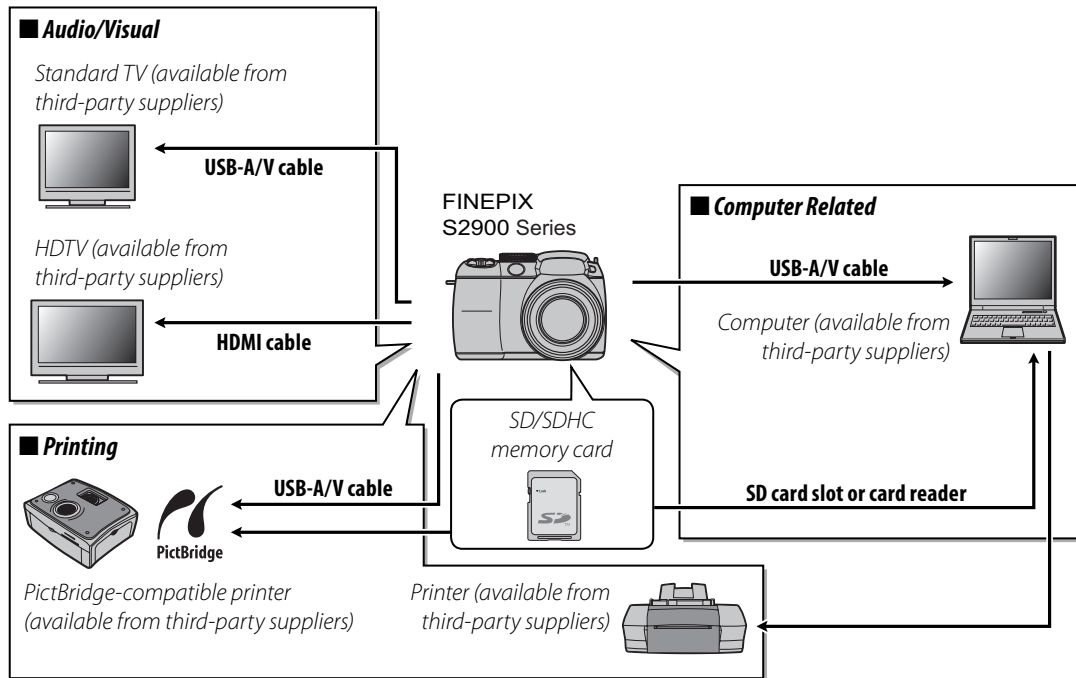 ■ Audio/Visual
Standard TV (available from
third-party suppliers)
USB-A/V cable
HDTV (available from
third-party suppliers)
HDMI cable
FINEPIX
S2900 Series
■ Computer Related
USB-A/V cable
Computer (available from
third-party suppliers)
SD/SDHC
memory card
SD card slot or card reader
■ Printing
USB-A/V cable
PictBridge
PictBridge-compatible printer
(available from third-party suppliers)
Printer (available from
third-party suppliers)